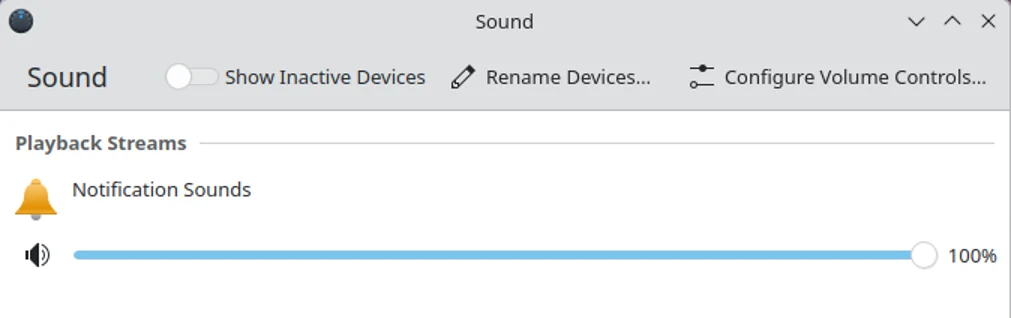 Sound
Sound Show Inactive Devices Rename Devices... Configure Volume Controls...
Playback Streams
Notification Sounds
100%